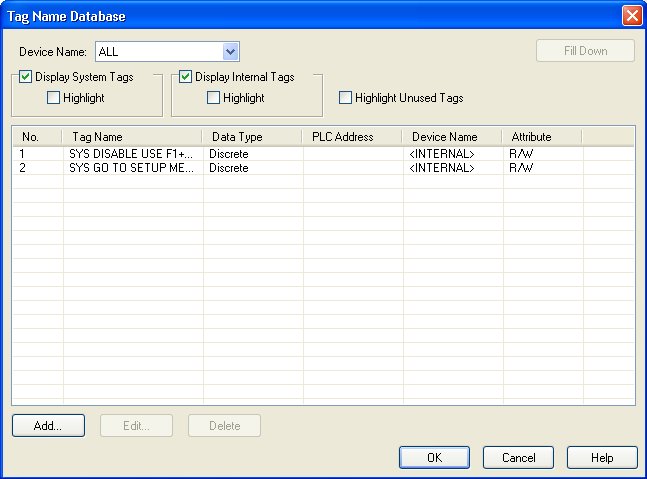 Tag Name Database
Device Name: ALL Fill Down
Display System Tags Display Internal Tags
Highlight Highlight Highlight Unused Tags
No. Tag Name Data Type PLC Address Device Name Attribute
1 SYS DISABLE USE F1+... Discrete <INTERNAL> R/W
2 SYS GO TO SETUP ME... Discrete <INTERNAL> R/W
Add... Edit... Delete
OK Cancel Help